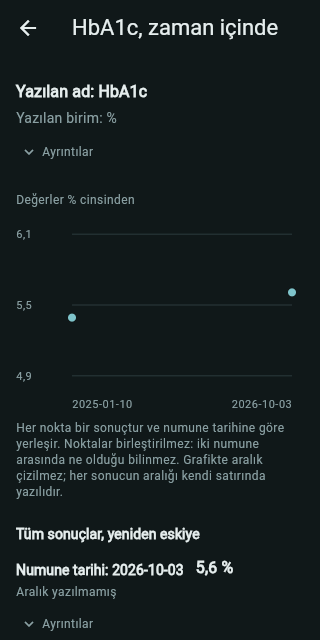 HbA1c, zaman içinde
Yazılan ad: HbA1c
Yazılan birim: %
Ayrıntılar
Değerler % cinsinden
6,1
5,5
4,9
2025-01-10 2026-10-03
Her nokta bir sonuçtur ve numune tarihine göre
yerleşir. Noktalar birleştirilmez: iki numune
arasında ne olduğu bilinmez. Grafikte aralık
çizilmez; her sonucun aralığı kendi satırında
yazılıdır.
Tüm sonuçlar, yeniden eskiye
Numune tarihi: 2026-10-03 5,6 %
Aralık yazılmamış
Ayrıntılar